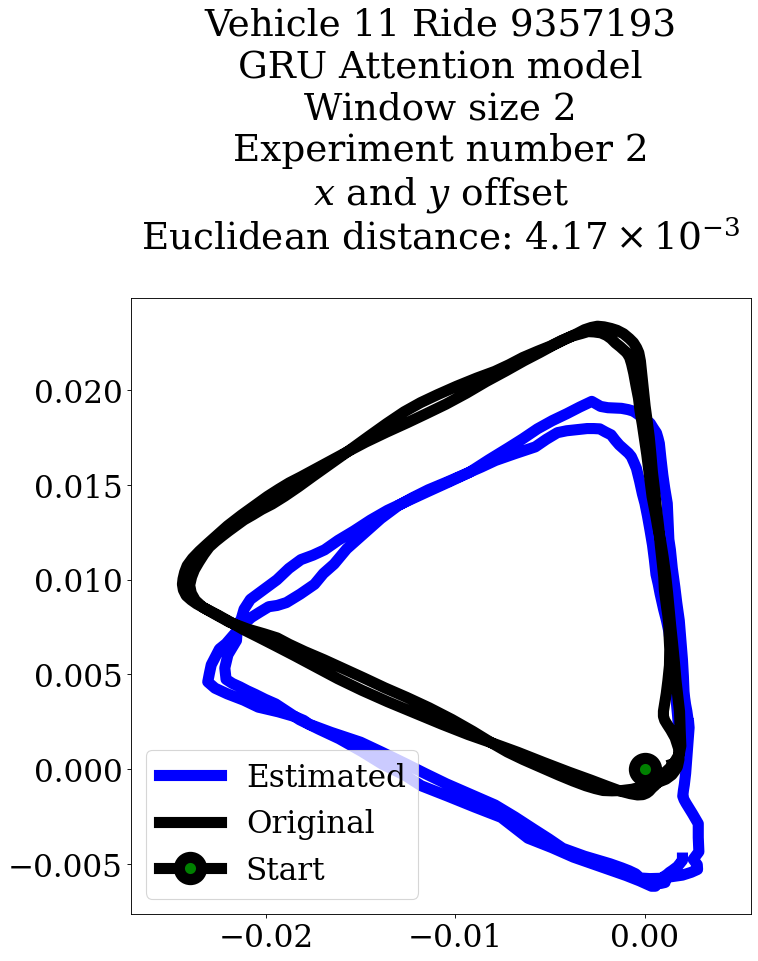 Vehicle 11 Ride 9357193
GRU Attention model
Window size 2
Experiment number 2
x and y offset
Euclidean distance: 4.17 × 10⁻³
0.020
0.015
0.010
0.005
0.000
−0.005
Estimated
Original
Start
−0.02
−0.01
0.00